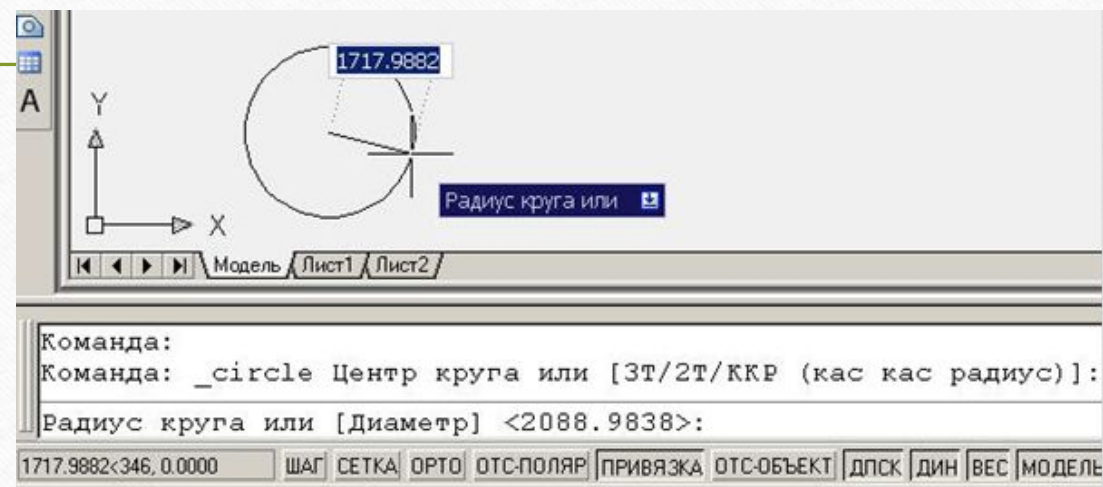 1717.9882
A
Y
Радиус круга или
X
Модель Лист1 Лист2
Команда:
Команда: _circle Центр круга или [3Т/2Т/ККР (кас кас радиус)]:
Радиус круга или [Диаметр] <2088.9838>:
1717.9882<346, 0.0000 ШАГ СЕТКА ОРТО ОТС-ПОЛЯР ПРИВЯЗКА ОТС-ОБЪЕКТ ДПСК ДИН ВЕС МОДЕЛЬ